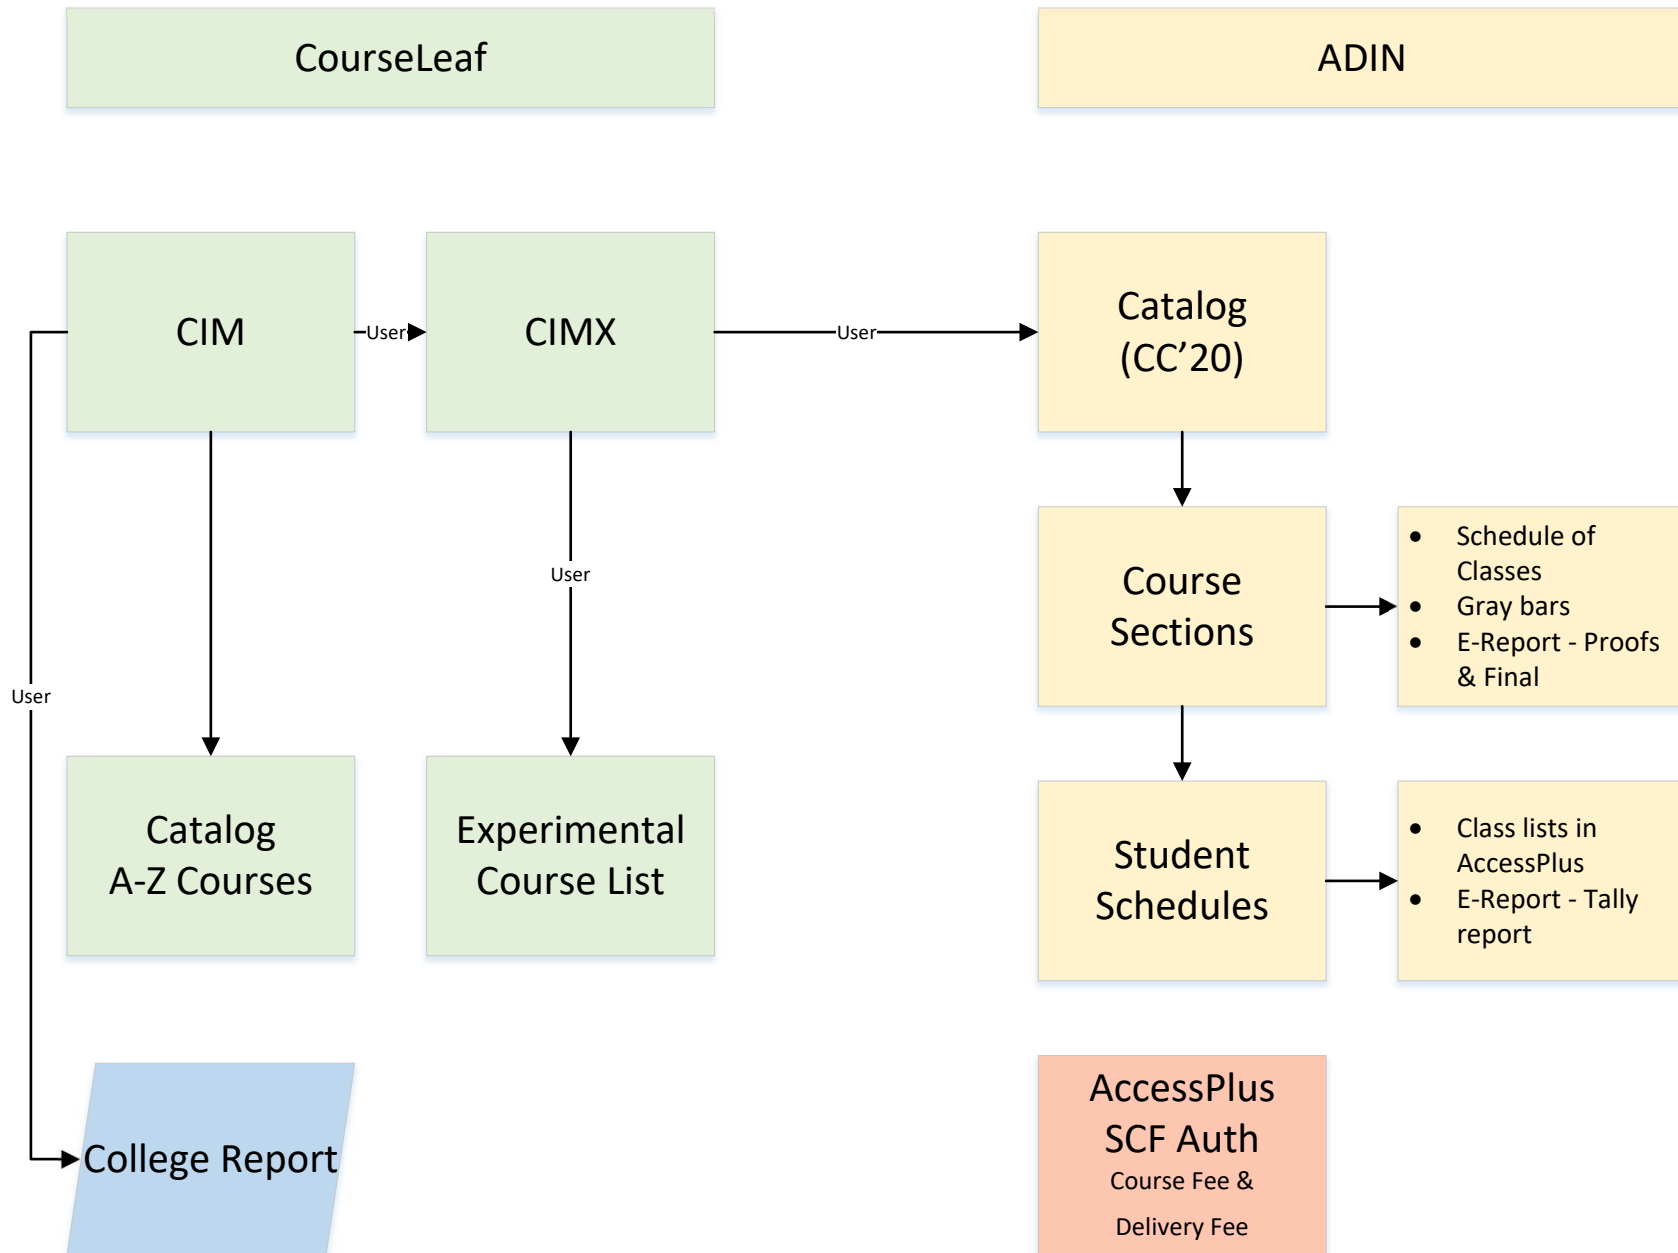 CourseLeaf
ADIN
CIM
User
CIMX
User
Catalog
(CC’20)
Course
Sections
• Schedule of
Classes
• Gray bars
• E-Report - Proofs
& Final
User
User
Catalog
A-Z Courses
Experimental
Course List
Student
Schedules
• Class lists in
AccessPlus
• E-Report - Tally
report
College Report
AccessPlus
SCF Auth
Course Fee &
Delivery Fee